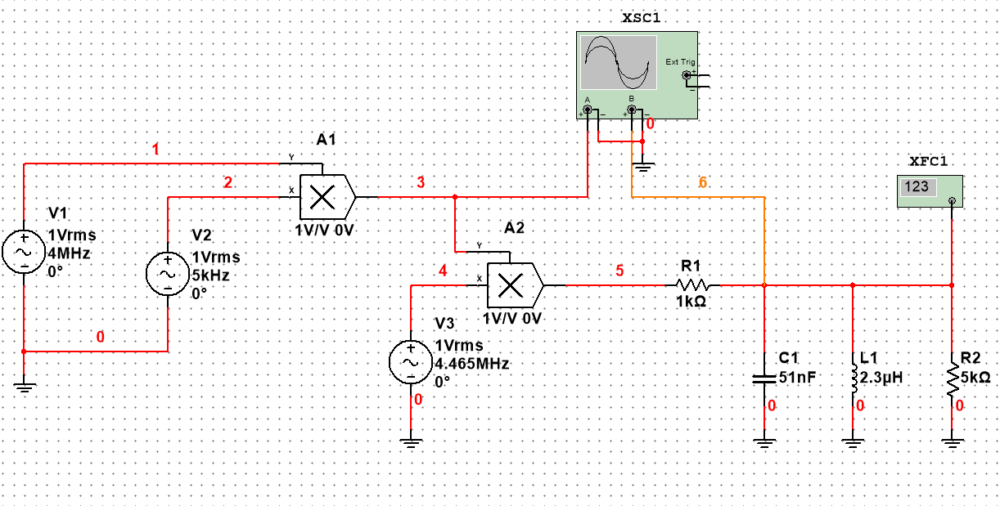 XSC1
Ext Trig
+
−
A
B
+
−
+
−
0
XFC1
123
1
A1
Y
2
X
3
6
1V/V 0V
V1
1Vrms
4MHz
0°
V2
1Vrms
5kHz
0°
A2
Y
4
X
5
1V/V 0V
R1
1kΩ
0
V3
1Vrms
4.465MHz
0°
0
C1
51nF
0
L1
2.3µH
0
R2
5kΩ
0